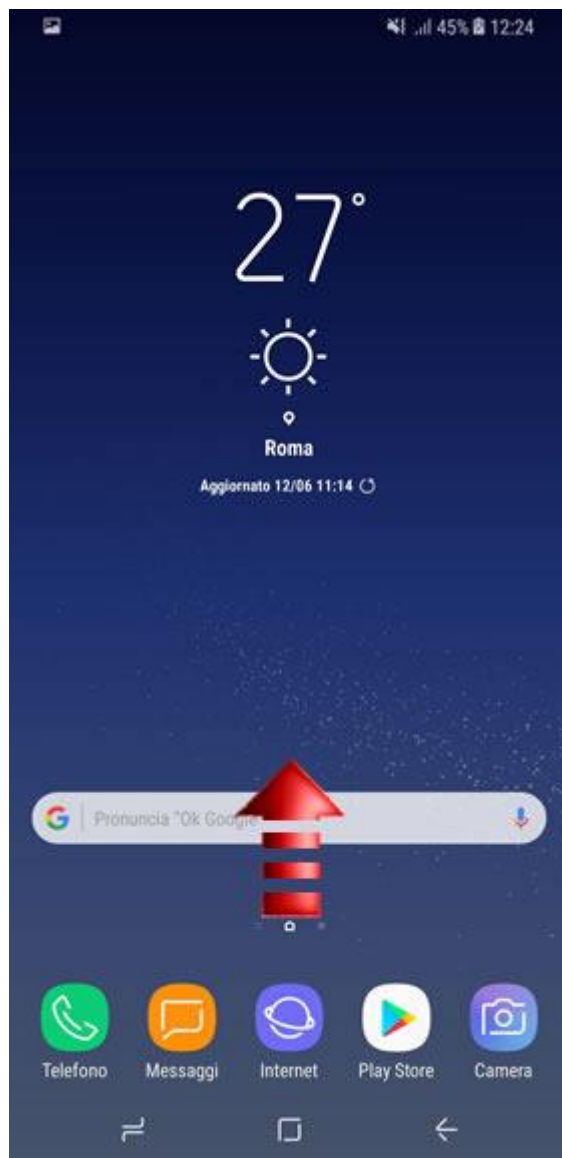 45% 12:24
27°
Roma
Aggiornato 12/06 11:14
Pronuncia "Ok Google
Telefono Messaggi Internet Play Store Camera